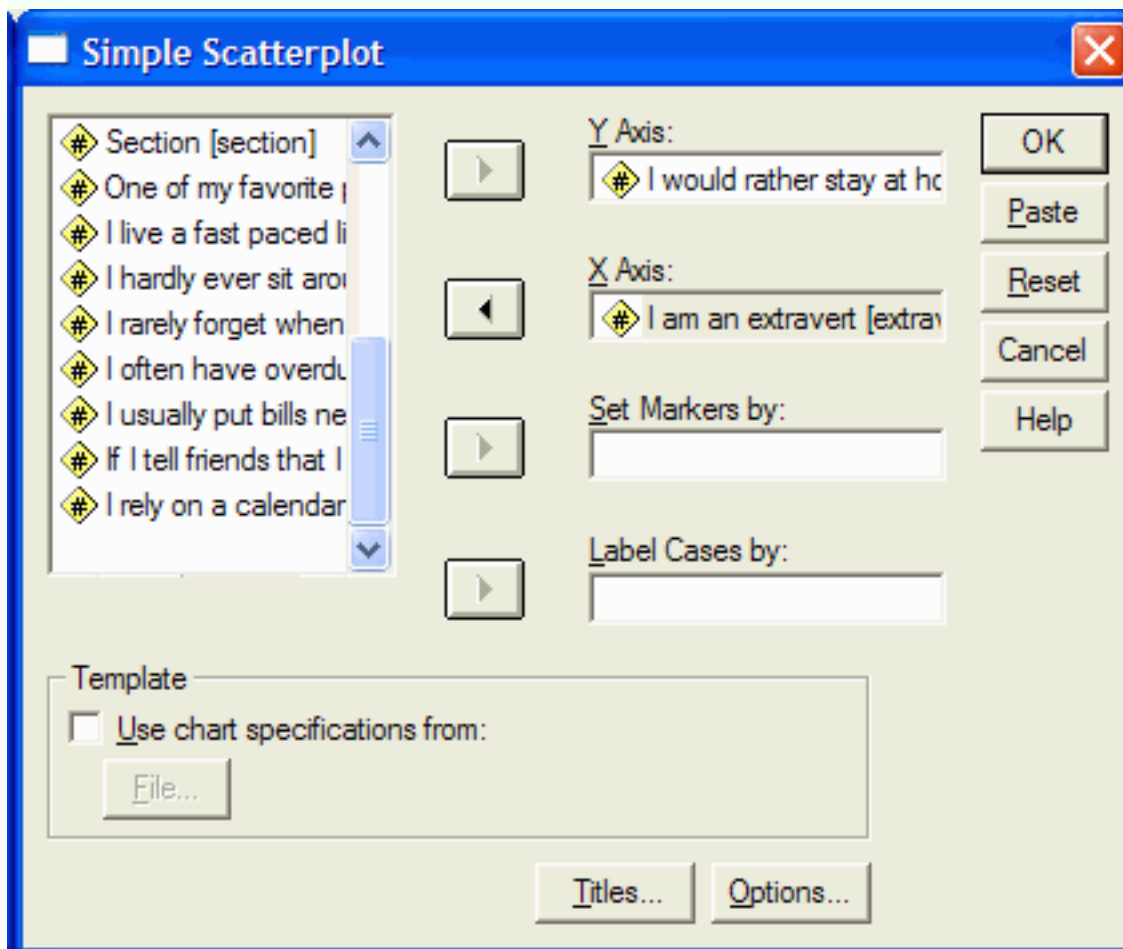 Simple Scatterplot
# Section [section]
# One of my favorite p
# I live a fast paced li
# I hardly ever sit arou
# I rarely forget when
# I often have overdu
# I usually put bills ne
# If I tell friends that I
# I rely on a calendar
Y Axis:
# I would rather stay at ho
X Axis:
# I am an extravert [extrav
Set Markers by:
Label Cases by:
OK
Paste
Reset
Cancel
Help
Template
Use chart specifications from:
File...
Titles...
Options...